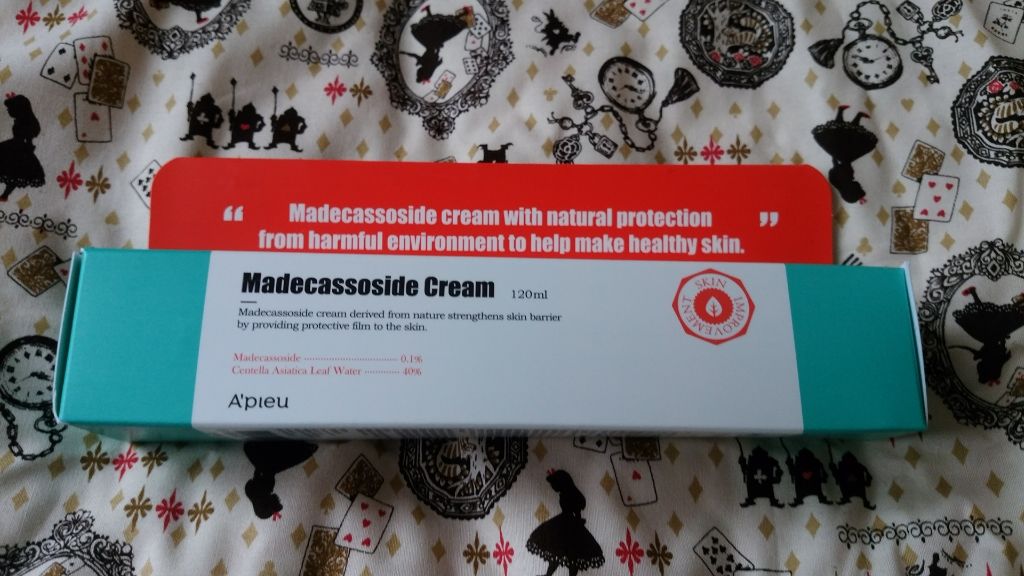 “ Madecassoside cream with natural protection ”
from harmful environment to help make healthy skin.
Madecassoside Cream 120ml
Madecassoside cream derived from nature strengthens skin barrier
by providing protective film to the skin.
SKIN IMPROVEMENT
Madecassoside ................................ 0.1%
Centella Asiatica Leaf Water ............ 40%
A'pieu